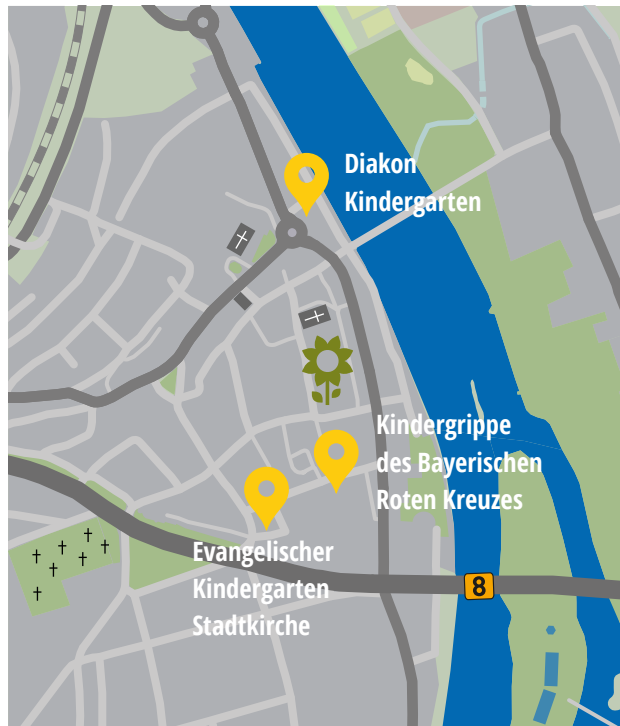 Diakon
Kindergarten
Kindergrippe
des Bayerischen
Roten Kreuzes
Evangelischer
Kindergarten
Stadtkirche
8